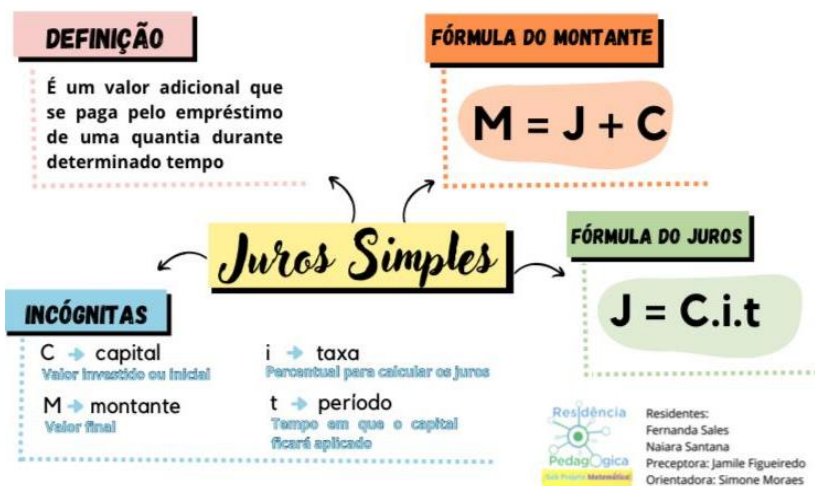 DEFINIÇÃO
É um valor adicional que
se paga pelo empréstimo
de uma quantia durante
determinado tempo
FÓRMULA DO MONTANTE
M = J + C
Juros Simples
FÓRMULA DO JUROS
J = C.i.t
INCÓGNITAS
C → capital
Valor investido ou inicial
M → montante
Valor final
i → taxa
Percentual para calcular os juros
t → período
Tempo em que o capital
ficará aplicado
Residência
Pedagógica
Sub Projeto Matemática
Residentes:
Fernanda Sales
Naiara Santana
Preceptora: Jamile Figueiredo
Orientadora: Simone Moraes